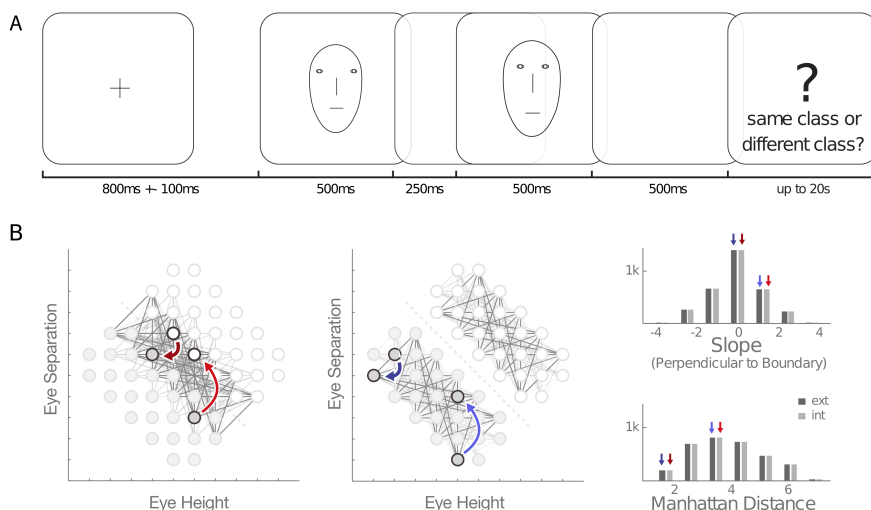 A
?
same class or
different class?
800ms +- 100ms
500ms
250ms
500ms
500ms
up to 20s
B
Eye Separation
Eye Height
Eye Separation
Eye Height
1k
-4
-2
0
2
4
Slope
(Perpendicular to Boundary)
ext
int
1k
2
4
6
Manhattan Distance